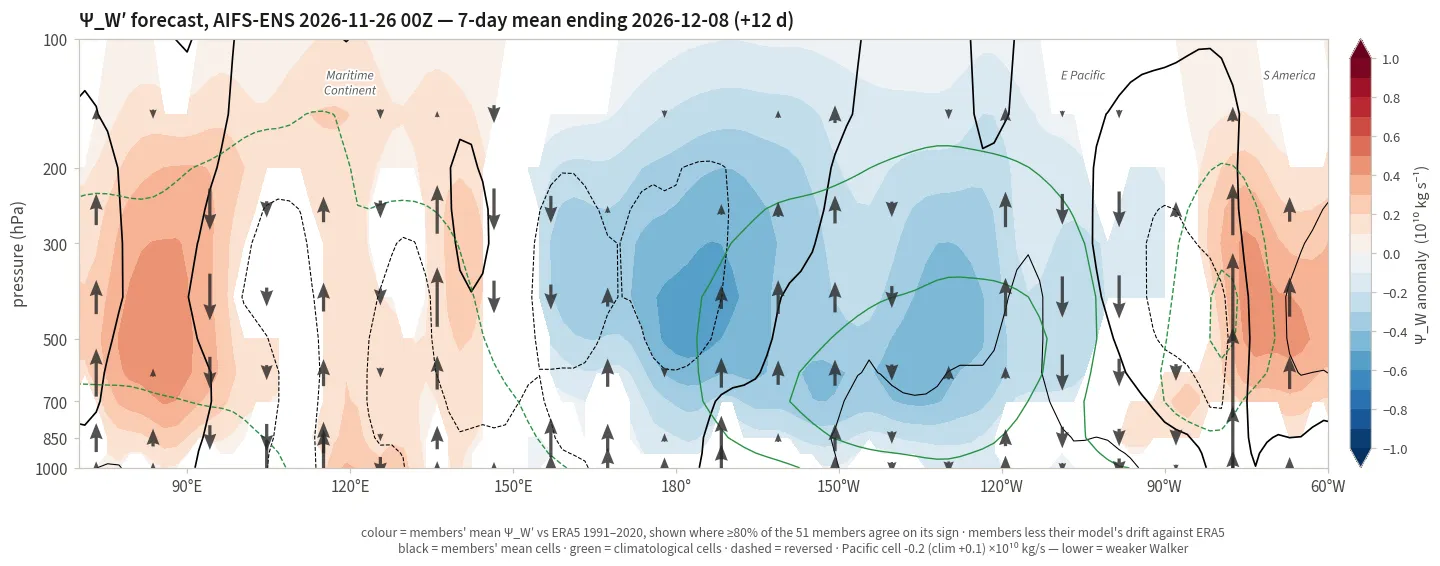 Ψ_W′ forecast, AIFS-ENS 2026-11-26 00Z — 7-day mean ending 2026-12-08 (+12 d)
100
200
300
400
500
700
850
1000
pressure (hPa)
Maritime
Continent
E Pacific
S America
90°E
120°E
150°E
180°
150°W
120°W
90°W
60°W
1.0
0.8
0.6
0.4
0.2
0.0
−0.2
−0.4
−0.6
−0.8
−1.0
Ψ_W anomaly (10¹⁰ kg s⁻¹)
colour = members' mean Ψ_W′ vs ERA5 1991–2020, shown where ≥80% of the 51 members agree on its sign · members less their model's drift against ERA5
black = members' mean cells · green = climatological cells · dashed = reversed · Pacific cell -0.2 (clim +0.1) ×10¹⁰ kg/s — lower = weaker Walker